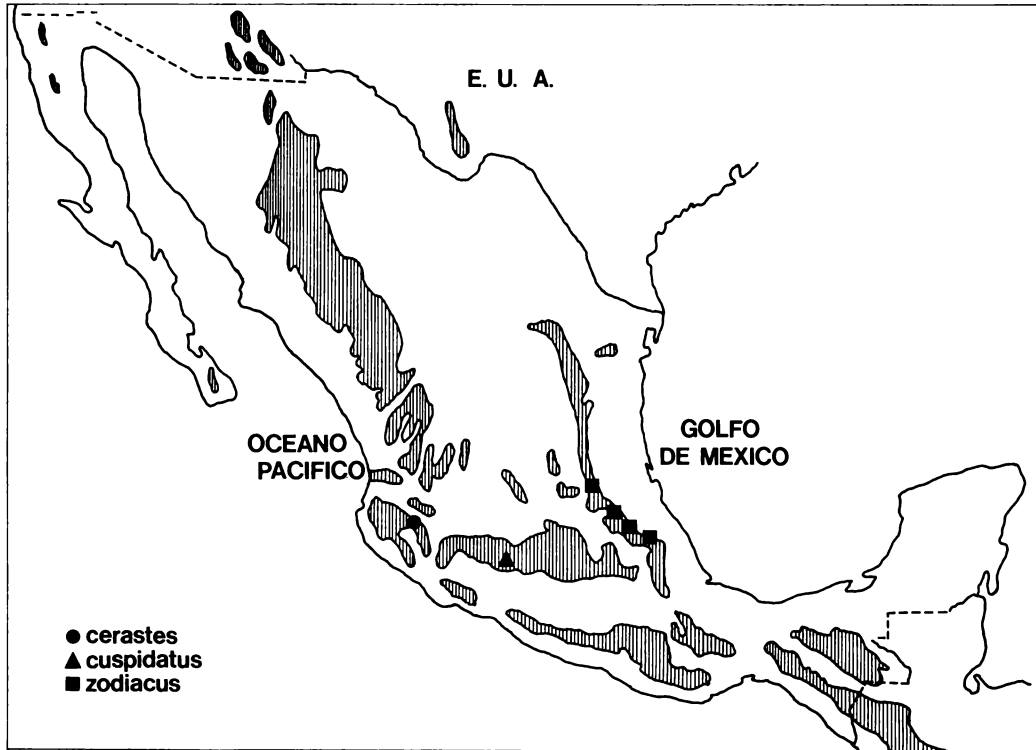 E. U. A.
OCEANO
PACIFICO
GOLFO
DE MEXICO
cerastes
cuspidatus
zodiacus